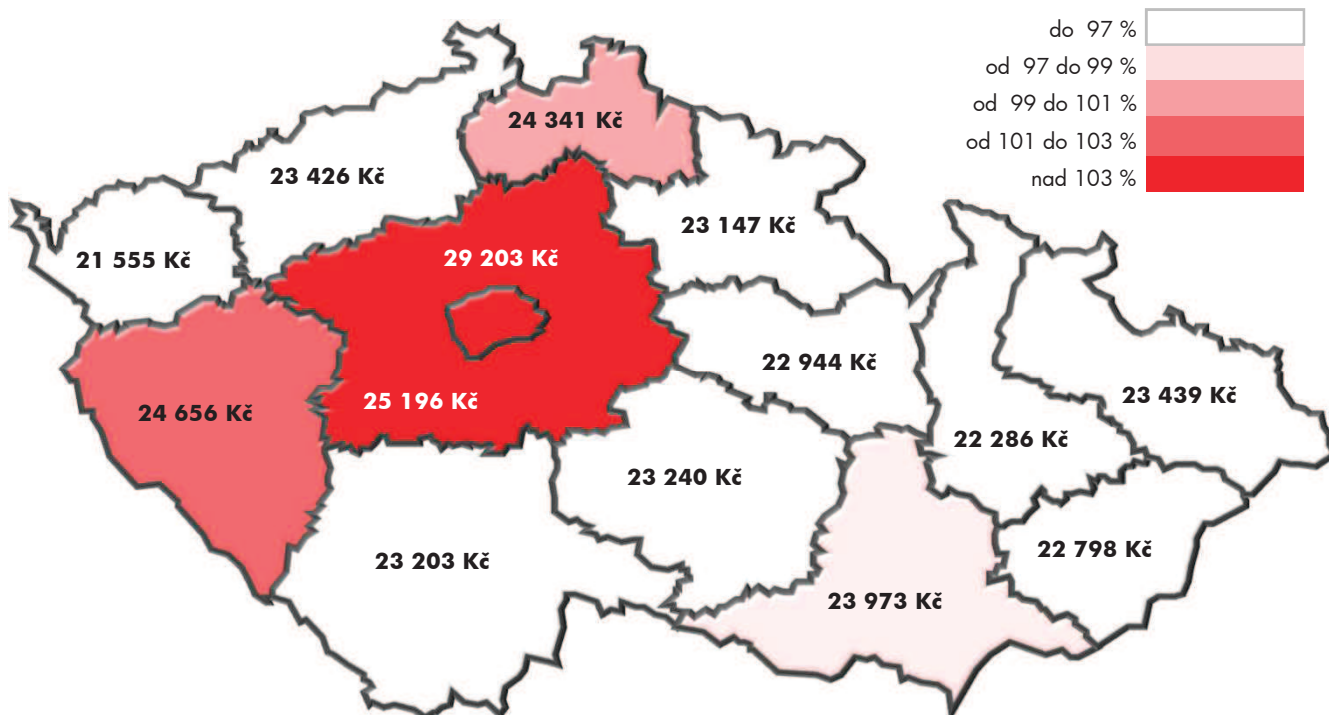 do 97 %
od 97 do 99 %
od 99 do 101 %
od 101 do 103 %
nad 103 %
24 341 Kč
23 426 Kč
23 147 Kč
21 555 Kč
29 203 Kč
22 944 Kč
23 439 Kč
24 656 Kč
25 196 Kč
22 286 Kč
23 240 Kč
22 798 Kč
23 203 Kč
23 973 Kč